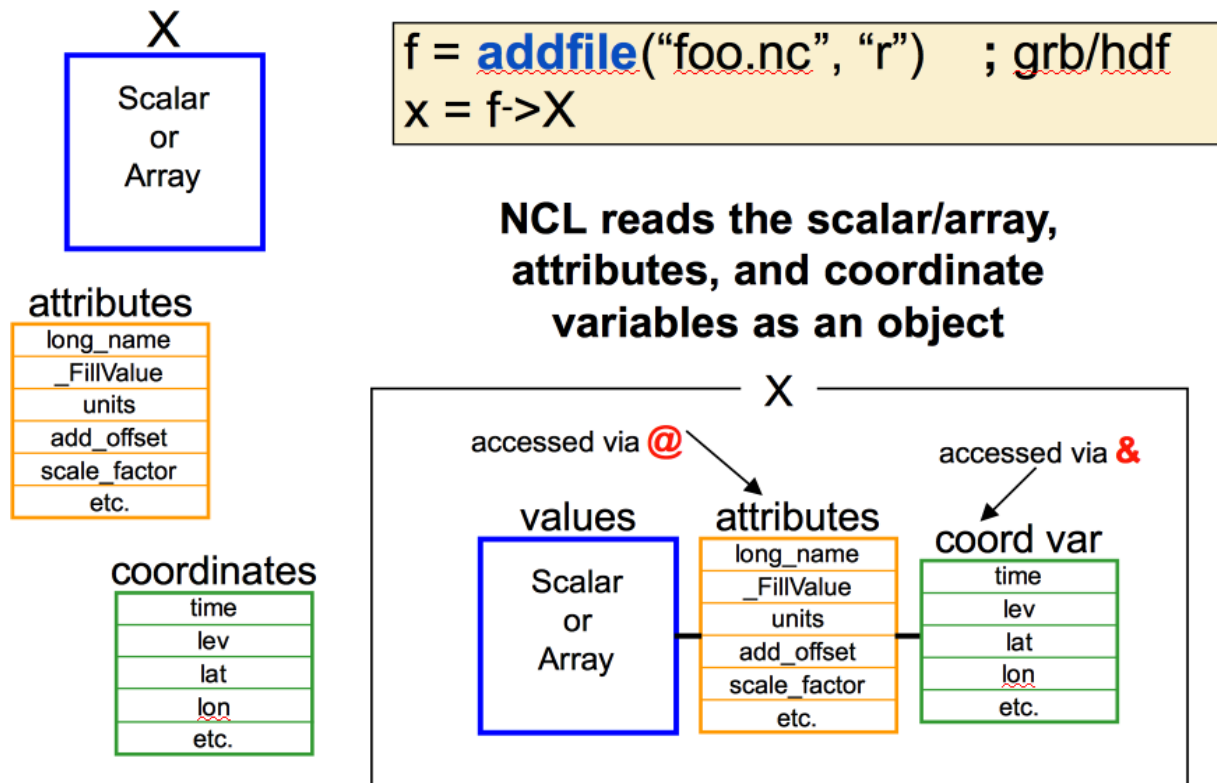 X
Scalar
or
Array
f = addfile(“foo.nc”, “r”) ; grb/hdf
x = f->X
NCL reads the scalar/array,
attributes, and coordinate
variables as an object
attributes
long_name
_FillValue
units
add_offset
scale_factor
etc.
coordinates
time
lev
lat
lon
etc.
X
accessed via @
accessed via &
values
Scalar
or
Array
attributes
long_name
_FillValue
units
add_offset
scale_factor
etc.
coord var
time
lev
lat
lon
etc.